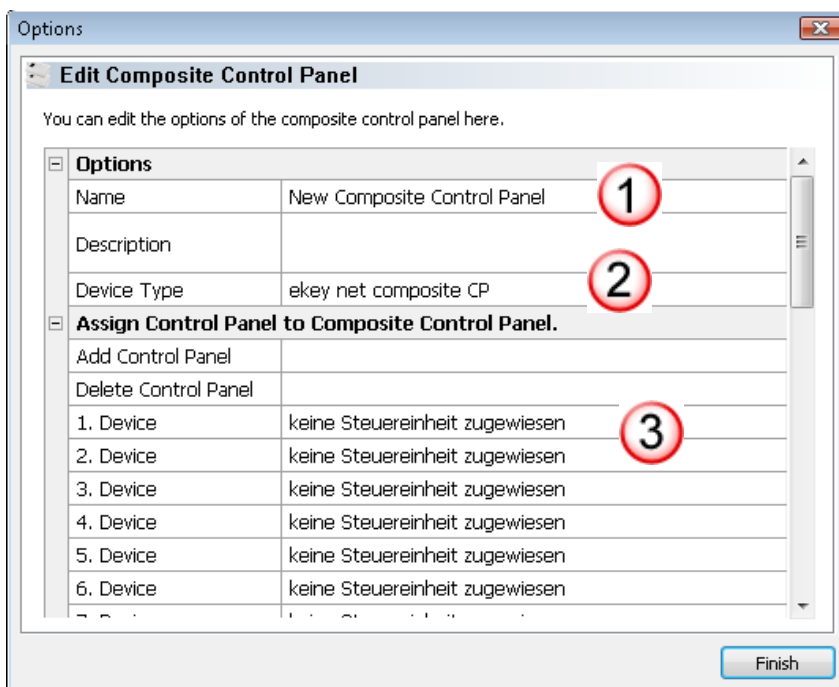 Options
Edit Composite Control Panel
You can edit the options of the composite control panel here.
Options
Name New Composite Control Panel 1
Description
Device Type ekey net composite CP 2
Assign Control Panel to Composite Control Panel.
Add Control Panel
Delete Control Panel
1. Device keine Steuereinheit zugewiesen 3
2. Device keine Steuereinheit zugewiesen
3. Device keine Steuereinheit zugewiesen
4. Device keine Steuereinheit zugewiesen
5. Device keine Steuereinheit zugewiesen
6. Device keine Steuereinheit zugewiesen
Finish